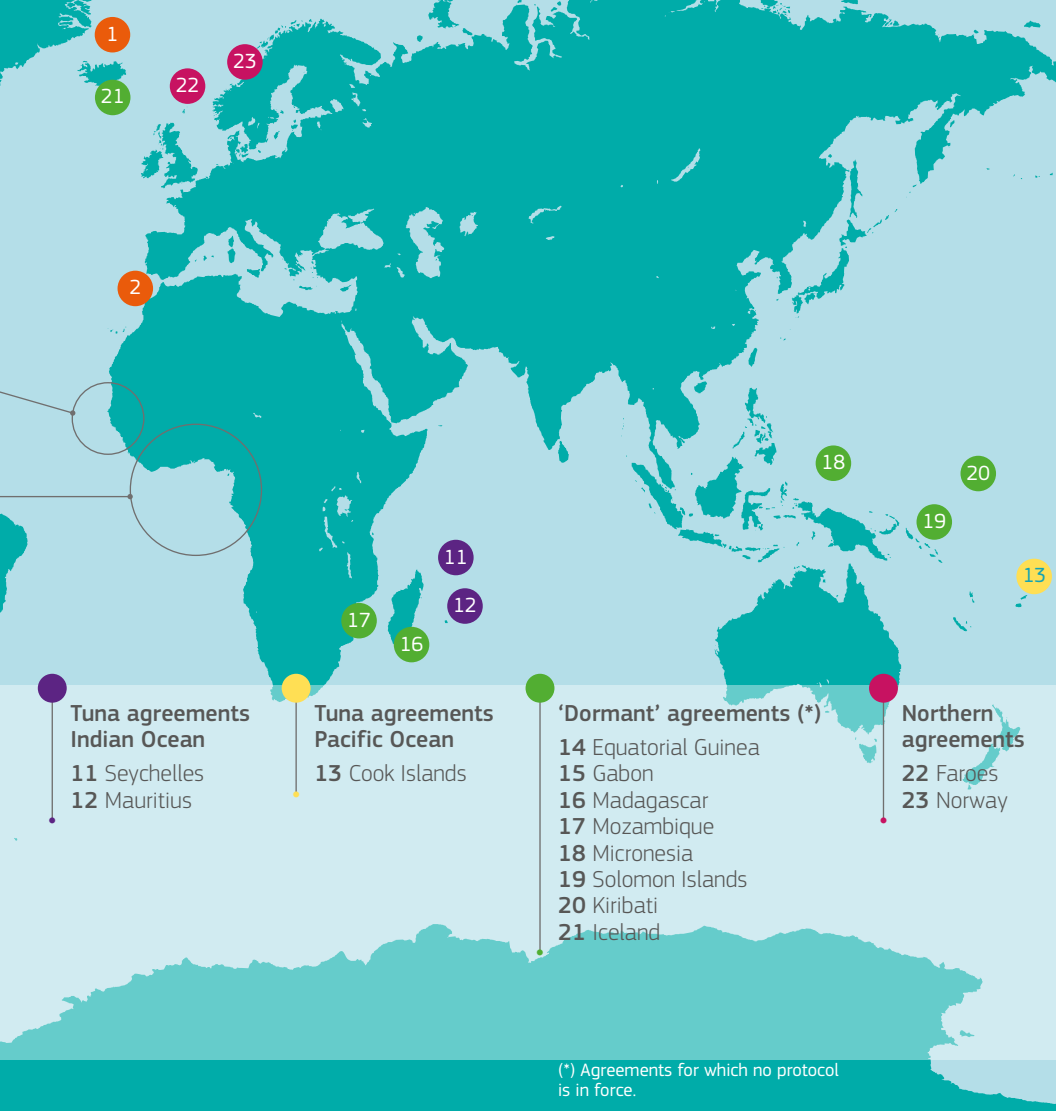 1
23
22
21
2
18
20
19
13
11
12
17
16
Tuna agreements
Indian Ocean
11 Seychelles
12 Mauritius
Tuna agreements
Pacific Ocean
13 Cook Islands
‘Dormant’ agreements (*)
14 Equatorial Guinea
15 Gabon
16 Madagascar
17 Mozambique
18 Micronesia
19 Solomon Islands
20 Kiribati
21 Iceland
Northern
agreements
22 Faroes
23 Norway
(*) Agreements for which no protocol
is in force.